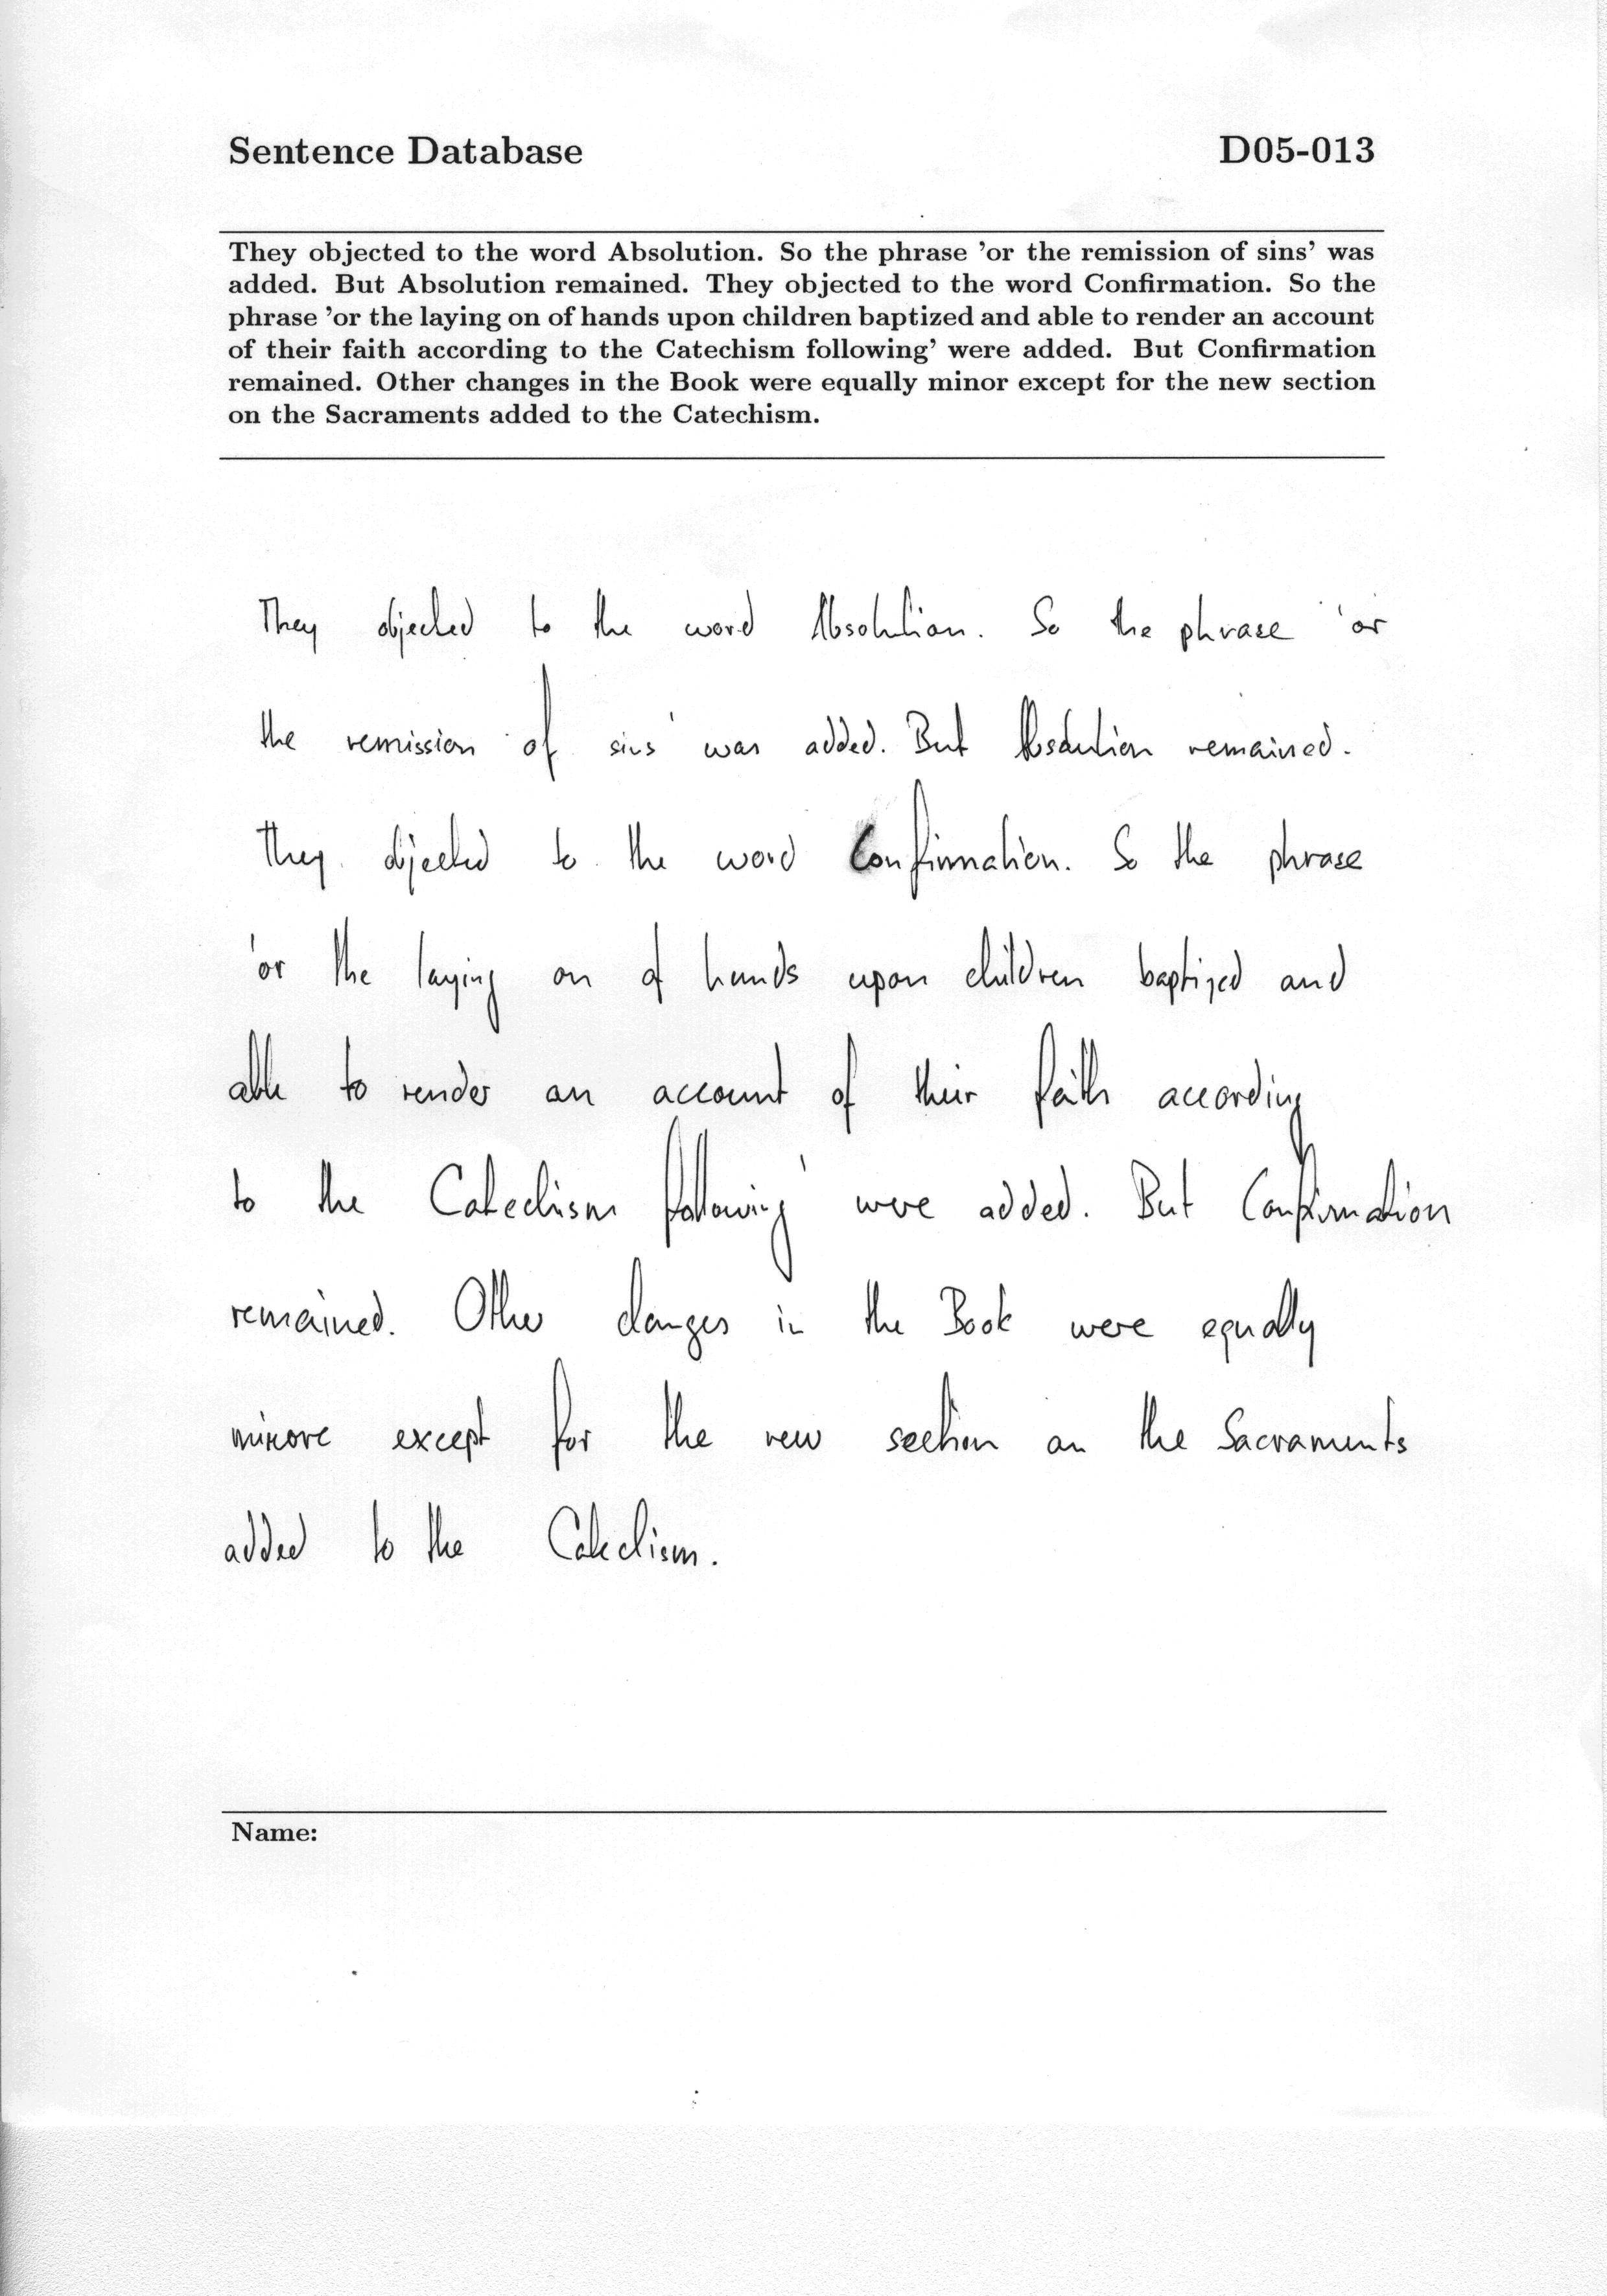 Sentence Database D05-013
They objected to the word Absolution. So the phrase 'or the remission of sins' was
added. But Absolution remained. They objected to the word Confirmation. So the
phrase 'or the laying on of hands upon children baptized and able to render an account
of their faith according to the Catechism following' were added. But Confirmation
remained. Other changes in the Book were equally minor except for the new section
on the Sacraments added to the Catechism.
They objected to the word Absolution. So the phrase 'or
the remission of sins' was added. But Absolution remained.
They objected to the word Confirmation. So the phrase
'or the laying on of hands upon children baptized and
able to render an account of their faith according
to the Catechism following' were added. But Confirmation
remained. Other changes in the Book were equally
minore except for the new section on the Sacraments
added to the Catechism.
Name: